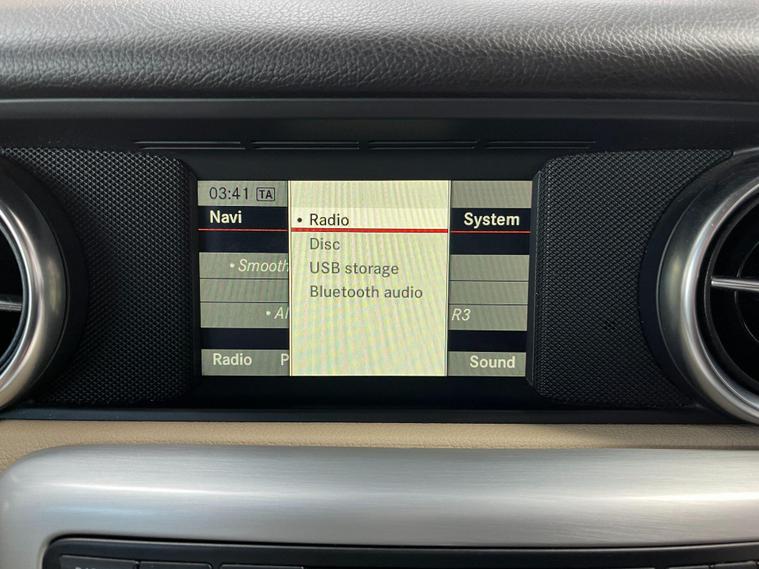 03:41 TA
Navi
System
• Radio
Disc
USB storage
Bluetooth audio
• Smooth
R3
Radio
Sound